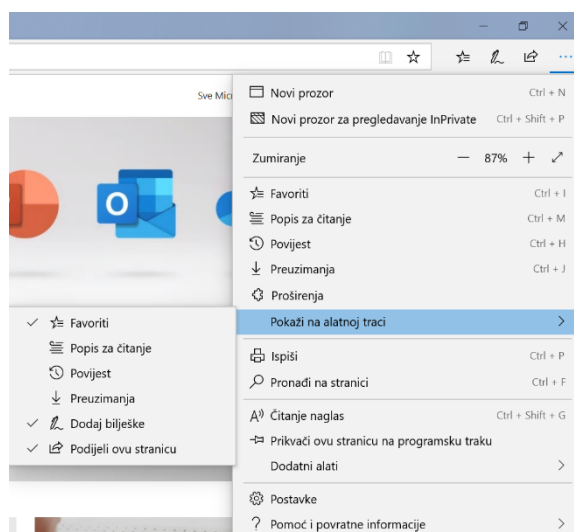 Sve Mic
Novi prozor Ctrl + N
Novi prozor za pregledavanje InPrivate Ctrl + Shift + P
Zumiranje — 87% +
Favoriti Ctrl + I
Popis za čitanje Ctrl + M
Povijest Ctrl + H
Preuzimanja Ctrl + J
Proširenja
Pokaži na alatnoj traci
Favoriti
Popis za čitanje
Povijest
Preuzimanja
Dodaj bilješke
Podijeli ovu stranicu
Ispiši Ctrl + P
Pronađi na stranici Ctrl + F
Čitanje naglas Ctrl + Shift + G
Prikvači ovu stranicu na programsku traku
Dodatni alati
Postavke
Pomoć i povratne informacije